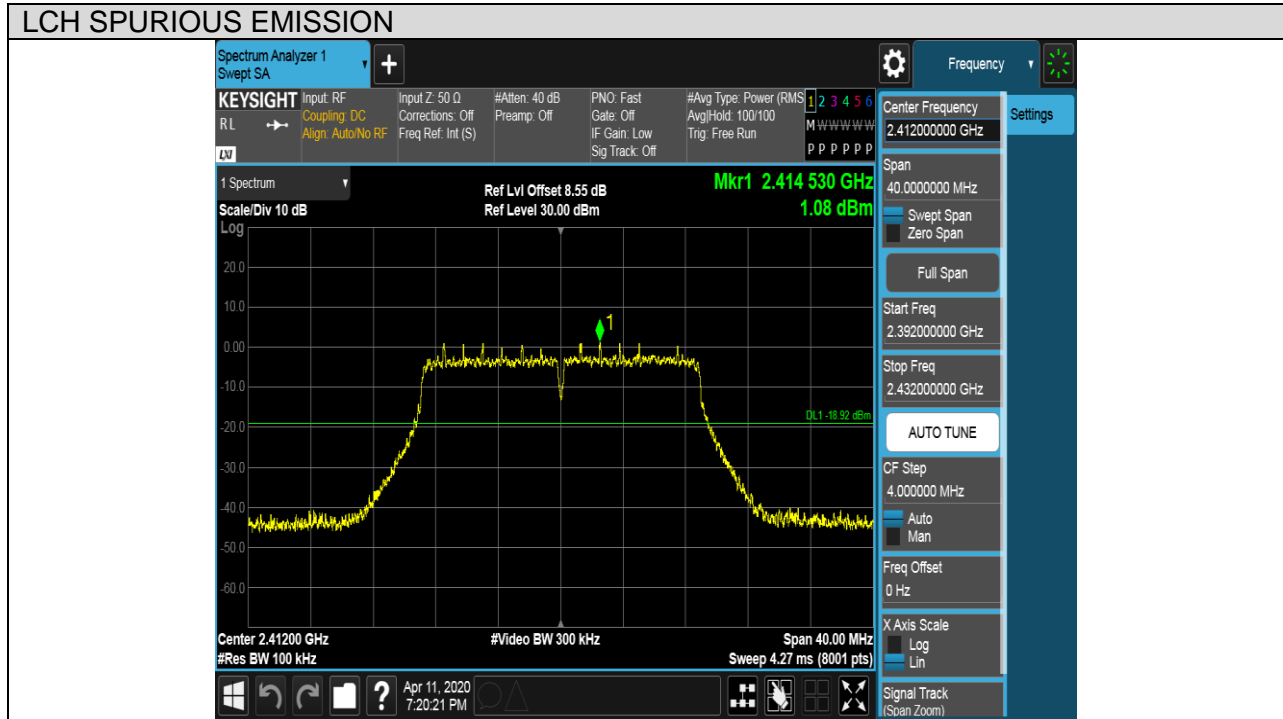 LCH SPURIOUS EMISSION
Spectrum Analyzer 1
Swept SA
+
Frequency
KEYSIGHT
RL
LXI
Input: RF
Coupling: DC
Align: Auto/No RF
Input Z: 50 Ω
Corrections: Off
Freq Ref: Int (S)
#Atten: 40 dB
Preamp: Off
PNO: Fast
Gate: Off
IF Gain: Low
Sig Track: Off
#Avg Type: Power (RMS
Avg|Hold: 100/100
Trig: Free Run
1 2 3 4 5 6
M W W W W W
P P P P P P
1 Spectrum
Scale/Div 10 dB
Ref Lvl Offset 8.55 dB
Ref Level 30.00 dBm
Mkr1 2.414 530 GHz
1.08 dBm
Log
20.0
10.0
0.00
-10.0
-20.0
-30.0
-40.0
-50.0
-60.0
1
DL1 -18.92 dBm
Center 2.41200 GHz
#Res BW 100 kHz
#Video BW 300 kHz
Span 40.00 MHz
Sweep 4.27 ms (8001 pts)
Center Frequency
2.412000000 GHz
Settings
Span
40.0000000 MHz
Swept Span
Zero Span
Full Span
Start Freq
2.392000000 GHz
Stop Freq
2.432000000 GHz
AUTO TUNE
CF Step
4.000000 MHz
Auto
Man
Freq Offset
0 Hz
X Axis Scale
Log
Lin
Signal Track
(Span Zoom)
?
Apr 11, 2020
7:20:21 PM